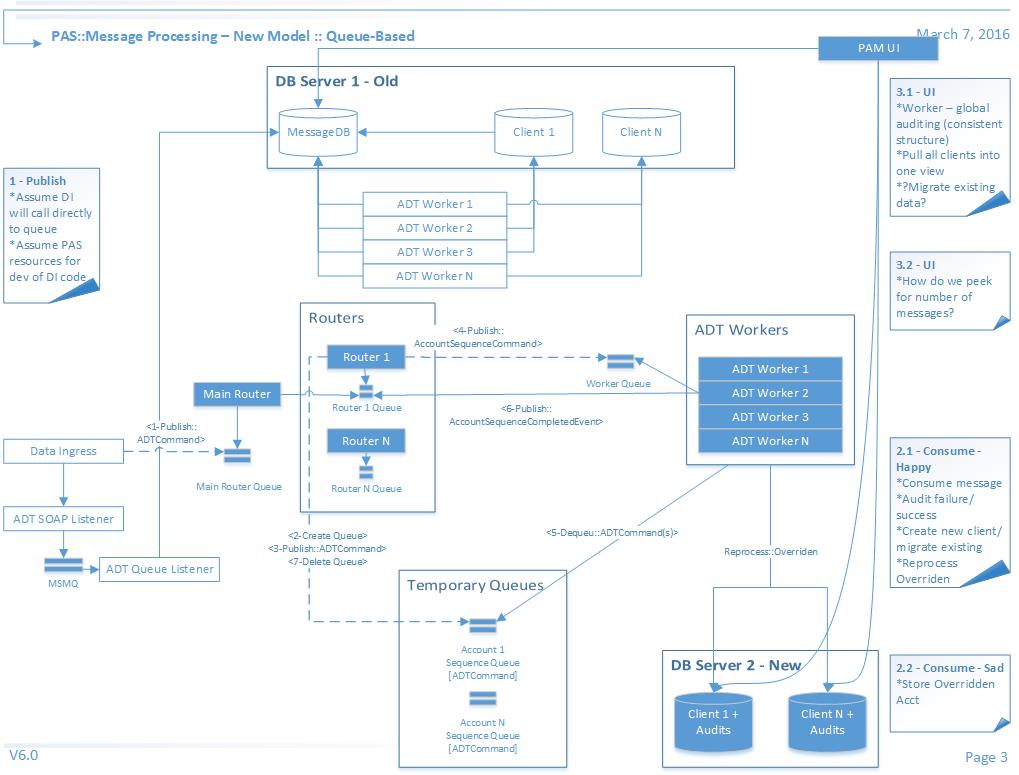 PAS::Message Processing – New Model :: Queue-Based
March 7, 2016
PAM UI
DB Server 1 - Old
MessageDB
Client 1
Client N
3.1 - UI
*Worker – global
auditing (consistent
structure)
*Pull all clients into
one view
*?Migrate existing
data?
1 - Publish
*Assume DI
will call directly
to queue
*Assume PAS
resources for
dev of DI code
ADT Worker 1
ADT Worker 2
ADT Worker 3
ADT Worker N
3.2 - UI
*How do we peek
for number of
messages?
Routers
Router 1
Router 1 Queue
Router N
Router N Queue
<4-Publish::
AccountSequenceCommand>
Worker Queue
ADT Workers
ADT Worker 1
ADT Worker 2
ADT Worker 3
ADT Worker N
Main Router
<6-Publish::
AccountSequenceCompletedEvent>
<1-Publish::
ADTCommand>
Data Ingress
Main Router Queue
ADT SOAP Listener
MSMQ
ADT Queue Listener
2.1 - Consume -
Happy
*Consume message
*Audit failure/
success
*Create new client/
migrate existing
*Reprocess
Overriden
<2-Create Queue>
<3-Publish::ADTCommand>
<7-Delete Queue>
<5-Dequeu::ADTCommand(s)>
Reprocess::Overriden
Temporary Queues
Account 1
Sequence Queue
[ADTCommand]
Account N
Sequence Queue
[ADTCommand]
DB Server 2 - New
Client 1 +
Audits
Client N +
Audits
2.2 - Consume - Sad
*Store Overridden
Acct
V6.0
Page 3